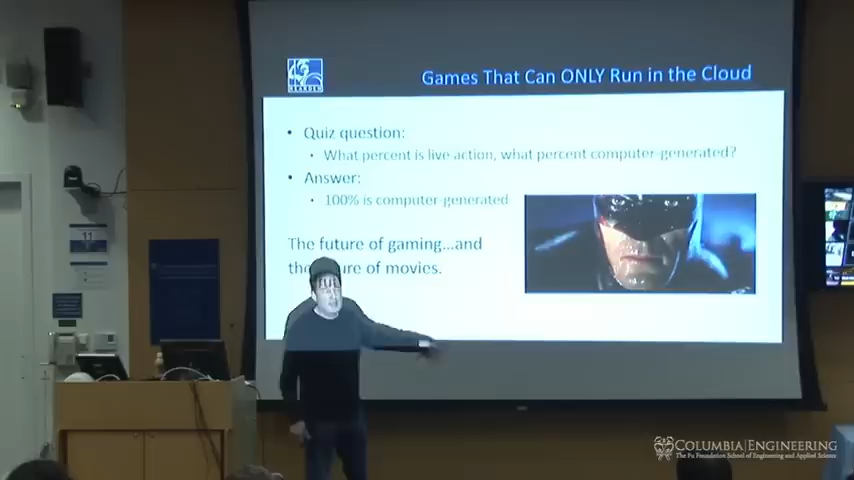 Games That Can ONLY Run in the Cloud
• Quiz question:
• What percent is live action, what percent computer-generated?
• Answer:
• 100% is computer-generated
The future of gaming...and
the future of movies.
11
COLUMBIA ENGINEERING
The Fu Foundation School of Engineering and Applied Science